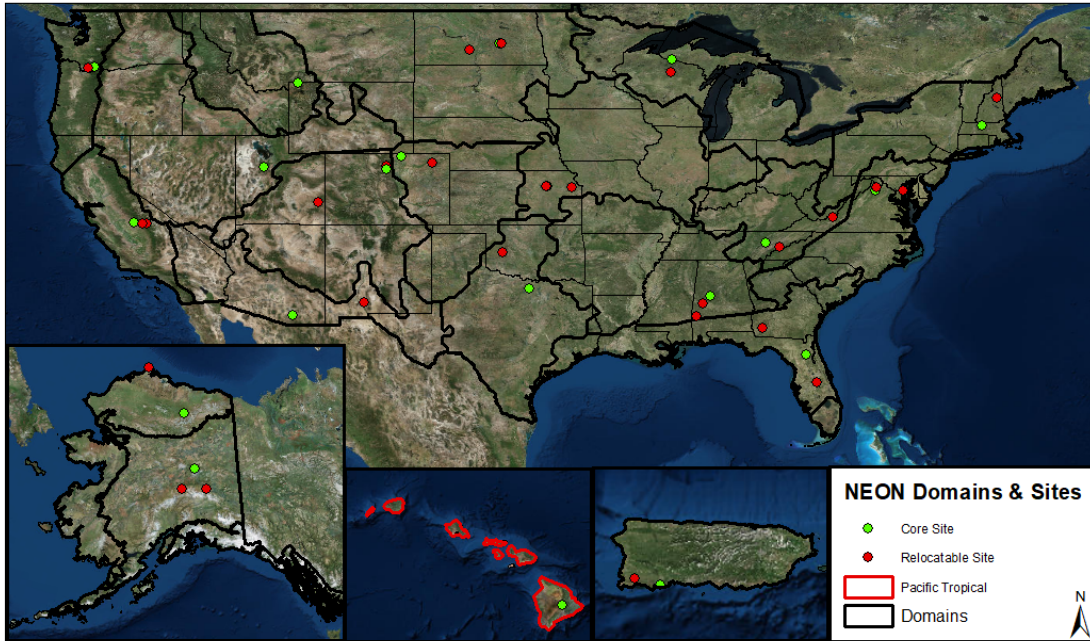 NEON Domains & Sites
Core Site
Relocatable Site
Pacific Tropical
Domains
N